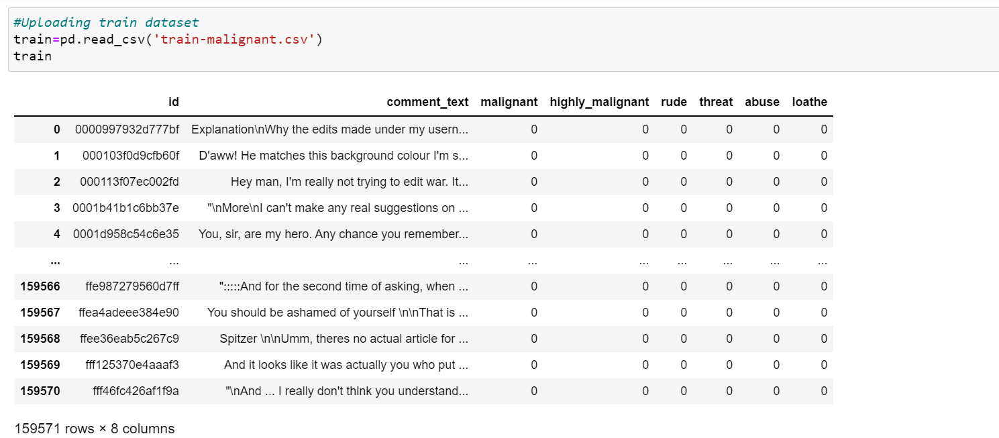 #Uploading train dataset
train=pd.read_csv('train-malignant.csv')
train
id comment_text malignant highly_malignant rude threat abuse loathe
0 0000997932d777bf Explanation\nWhy the edits made under my usern... 0 0 0 0 0 0
1 000103f0d9cfb60f D'aww! He matches this background colour I'm s... 0 0 0 0 0 0
2 000113f07ec002fd Hey man, I'm really not trying to edit war. It... 0 0 0 0 0 0
3 0001b41b1c6bb37e "\nMore\nI can't make any real suggestions on ... 0 0 0 0 0 0
4 0001d958c54c6e35 You, sir, are my hero. Any chance you remember... 0 0 0 0 0 0
... ... ... ... ... ... ... ... ...
159566 ffe987279560d7ff ":::::And for the second time of asking, when ... 0 0 0 0 0 0
159567 ffea4adeee384e90 You should be ashamed of yourself \n\nThat is ... 0 0 0 0 0 0
159568 ffee36eab5c267c9 Spitzer \n\nUmm, theres no actual article for ... 0 0 0 0 0 0
159569 fff125370e4aaaf3 And it looks like it was actually you who put ... 0 0 0 0 0 0
159570 fff46fc426af1f9a "\nAnd ... I really don't think you understand... 0 0 0 0 0 0
159571 rows × 8 columns